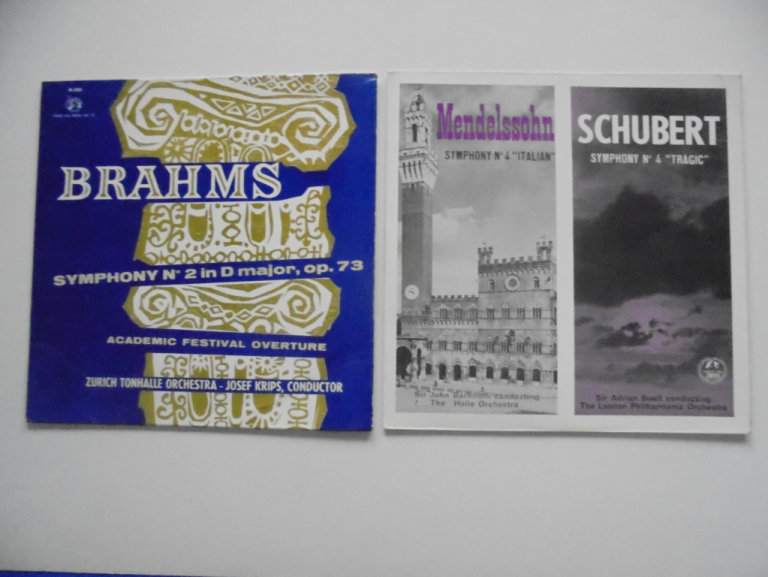 BRAHMS
SYMPHONY Nº 2 in D major, op. 73
ACADEMIC FESTIVAL OVERTURE
ZURICH TONHALLE ORCHESTRA - JOSEF KRIPS, CONDUCTOR
Mendelssohn
SYMPHONY Nº 4 "ITALIAN"
Sir John Barbirolli conducting
The Halle Orchestra
SCHUBERT
SYMPHONY Nº 4 "TRAGIC"
Sir Adrian Boult conducting
The London Philharmonic Orchestra